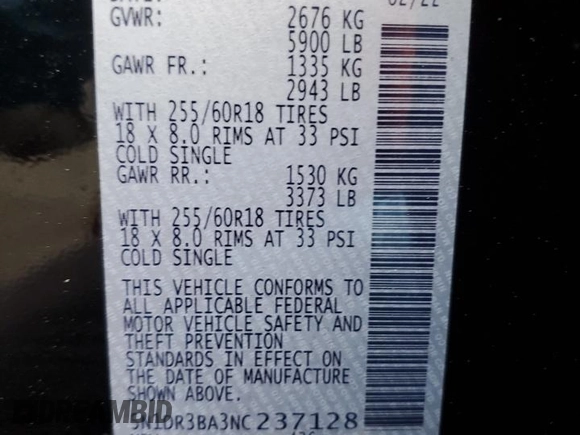 02/22
GVWR: 2676 KG
5900 LB
GAWR FR.: 1335 KG
2943 LB
WITH 255/60R18 TIRES
18 X 8.0 RIMS AT 33 PSI
COLD SINGLE
GAWR RR.: 1530 KG
3373 LB
WITH 255/60R18 TIRES
18 X 8.0 RIMS AT 33 PSI
COLD SINGLE
THIS VEHICLE CONFORMS TO
ALL APPLICABLE FEDERAL
MOTOR VEHICLE SAFETY AND
THEFT PREVENTION
STANDARDS IN EFFECT ON
THE DATE OF MANUFACTURE
SHOWN ABOVE.
5N1DR3BA3NC237128
DREAMBID